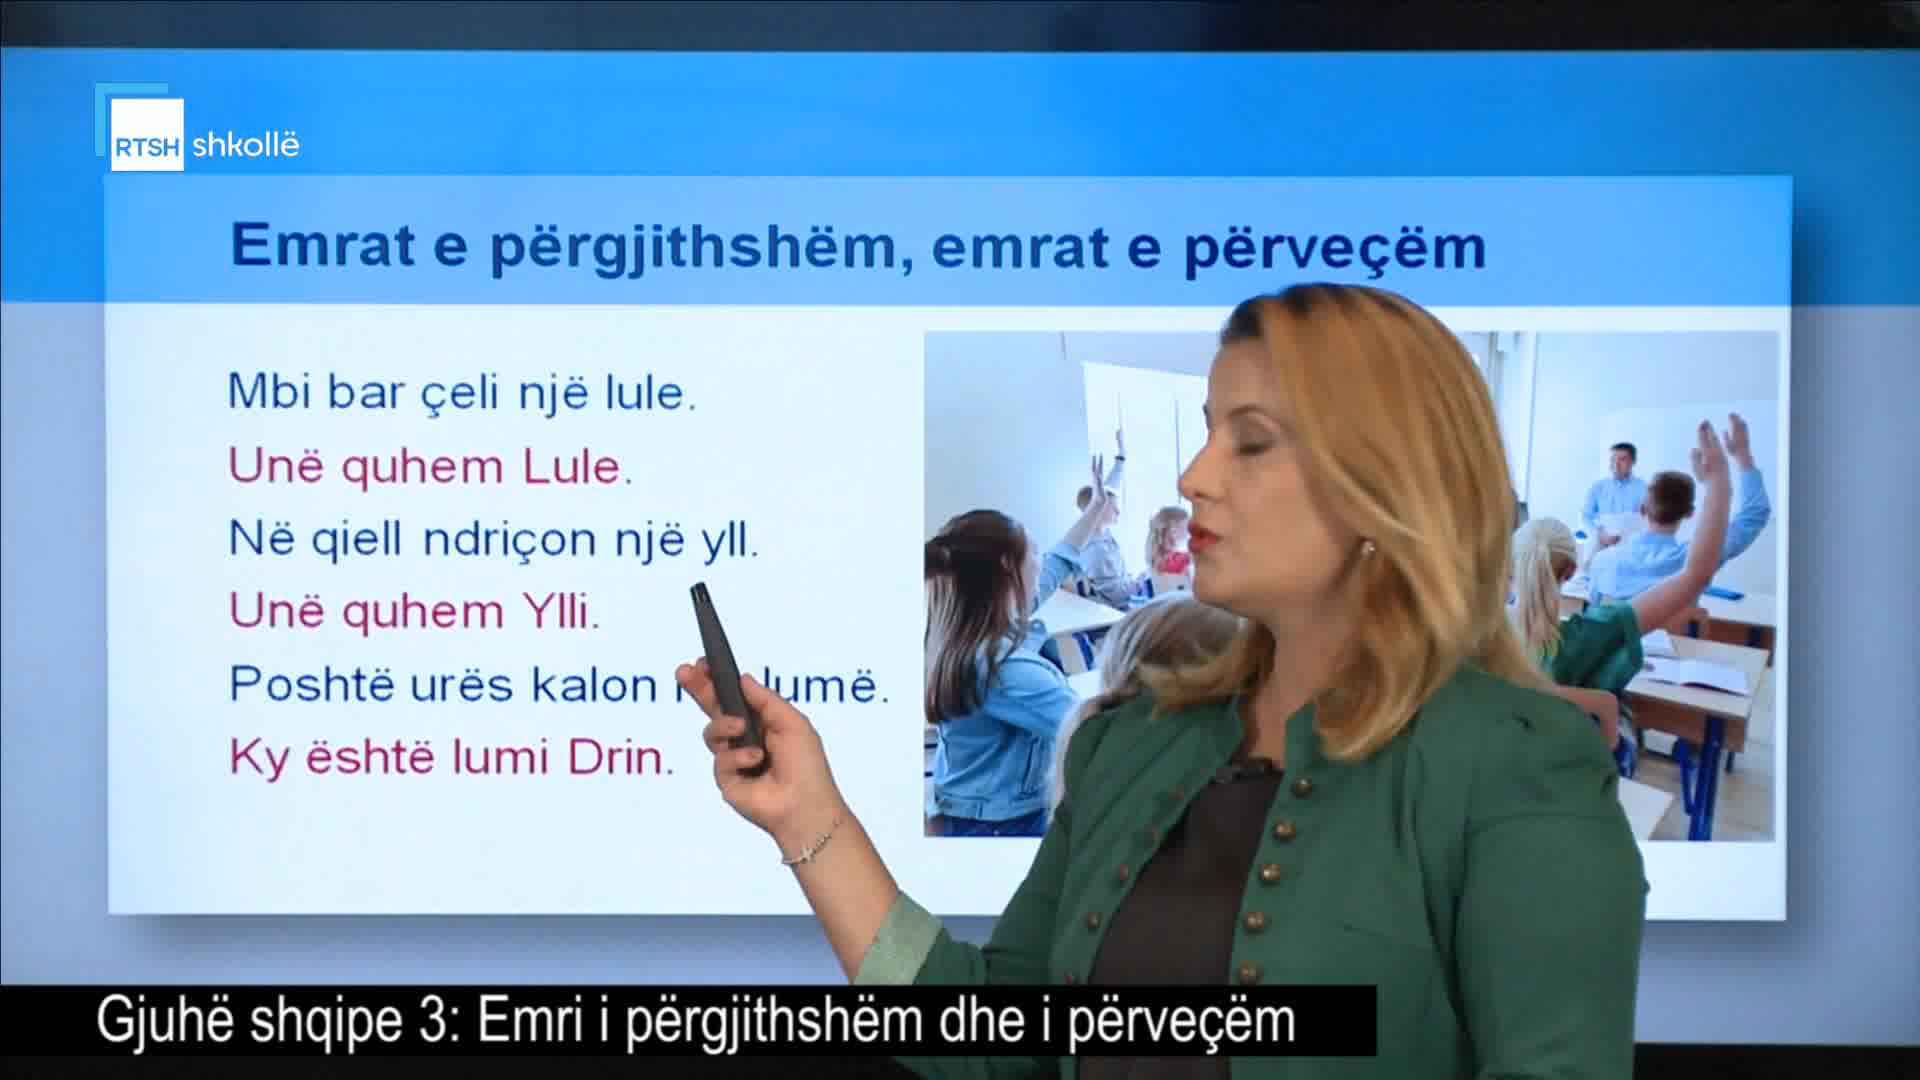 RTSH shkollë
Emrat e përgjithshëm, emrat e përveçëm
Mbi bar çeli një lule.
Unë quhem Lule.
Në qiell ndriçon një yll.
Unë quhem Ylli.
Poshtë urës kalon lumë.
Ky është lumi Drin.
Gjuhë shqipe 3: Emri i përgjithshëm dhe i përveçëm